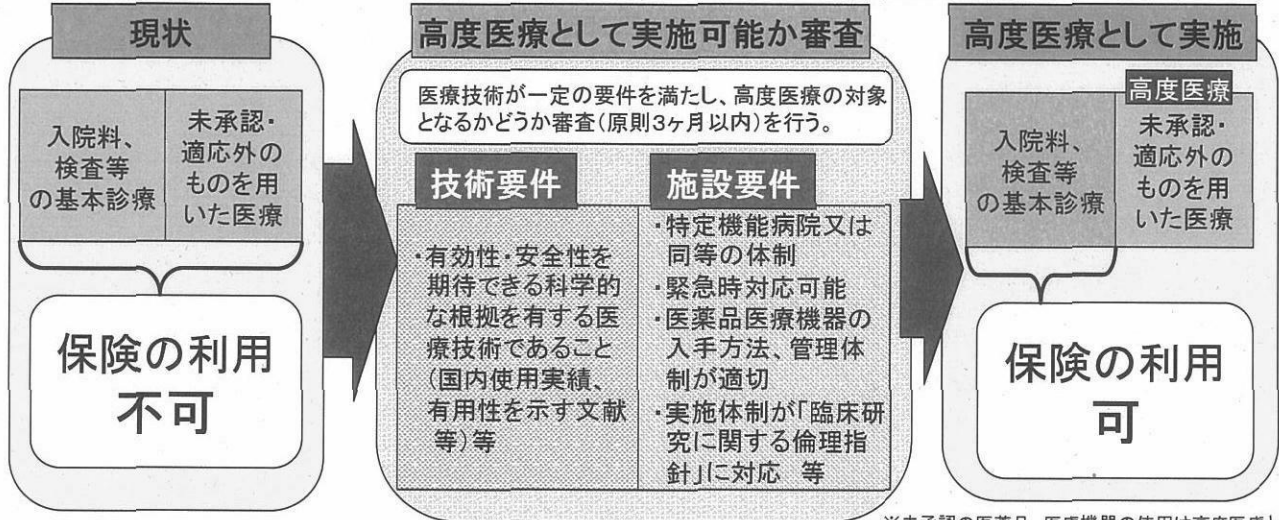 現状
入院料、
検査等
の基本診療
未承認・
適応外の
ものを用
いた医療
保険の利用
不可
高度医療として実施可能か審査
医療技術が一定の要件を満たし、高度医療の対象
となるかどうか審査(原則3ヶ月以内)を行う。
技術要件
・有効性・安全性を
期待できる科学的
な根拠を有する医
療技術であること
(国内使用実績、
有用性を示す文献
等)等
施設要件
・特定機能病院又は
同等の体制
・緊急時対応可能
・医薬品医療機器の
入手方法、管理体
制が適切
・実施体制が「臨床研
究に関する倫理指
針」に対応 等
高度医療として実施
入院料、
検査等
の基本診療
高度医療
未承認・
適応外の
ものを用
いた医療
保険の利用
可